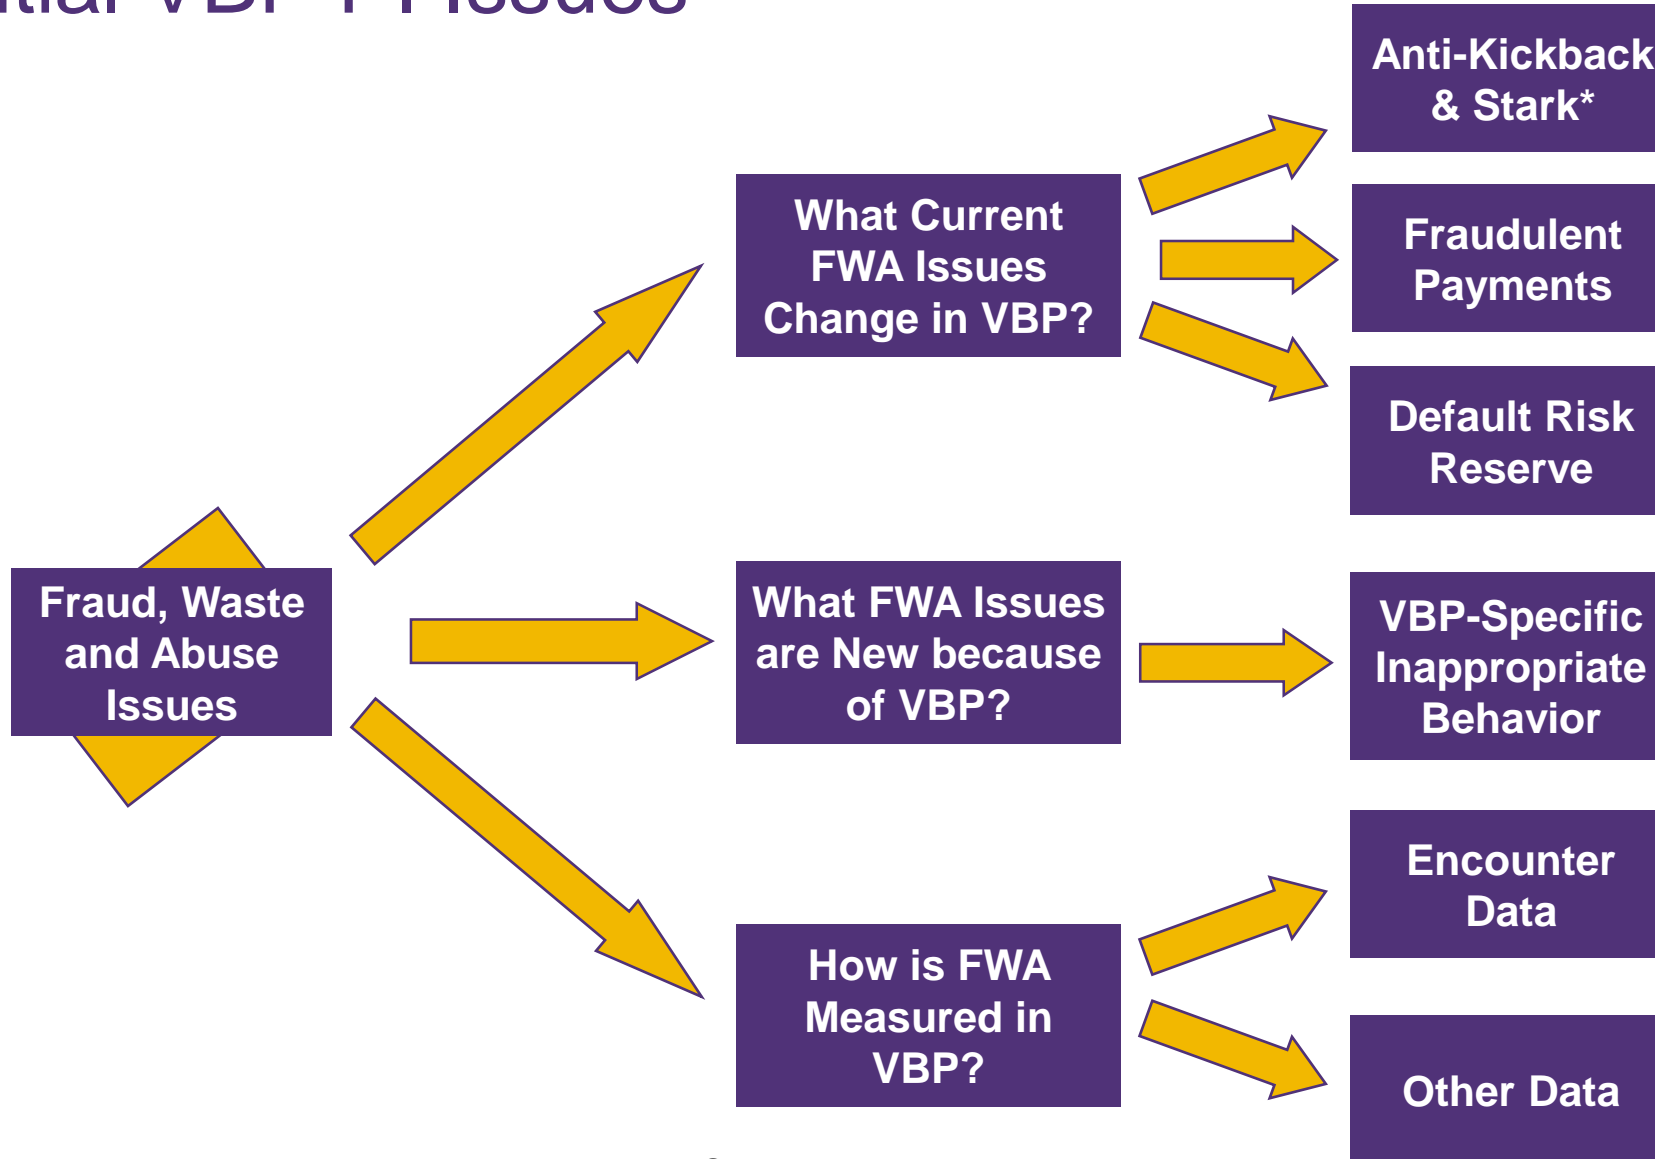 VBP
Issues
Anti-Kickback
& Stark*
What Current
FWA Issues
Change in VBP?
Fraudulent
Payments
Default Risk
Reserve
Fraud, Waste
and Abuse
Issues
What FWA Issues
are New because
of VBP?
VBP-Specific
Inappropriate
Behavior
How is FWA
Measured in
VBP?
Encounter
Data
Other Data